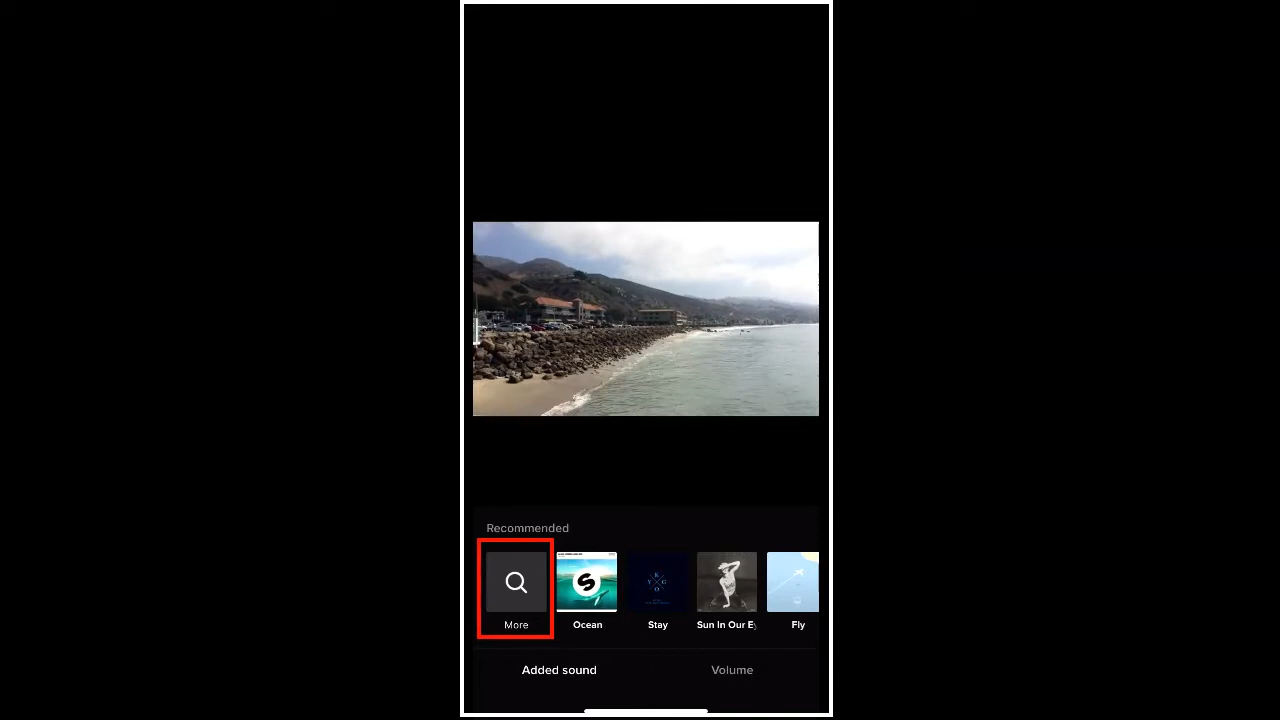 Recommended
More
Ocean
Stay
K
Y G
O
Sun In Our E
Fly
Added sound
Volume